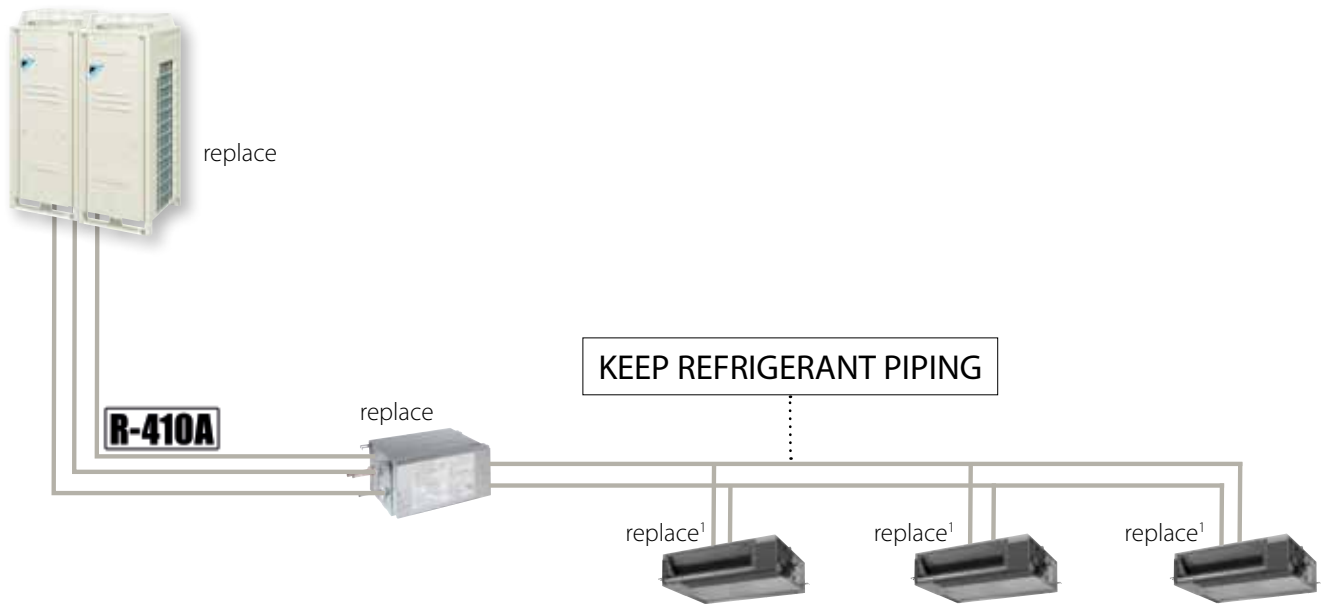 replace
KEEP REFRIGERANT PIPING
replace
R-410A
replace¹
replace¹
replace¹